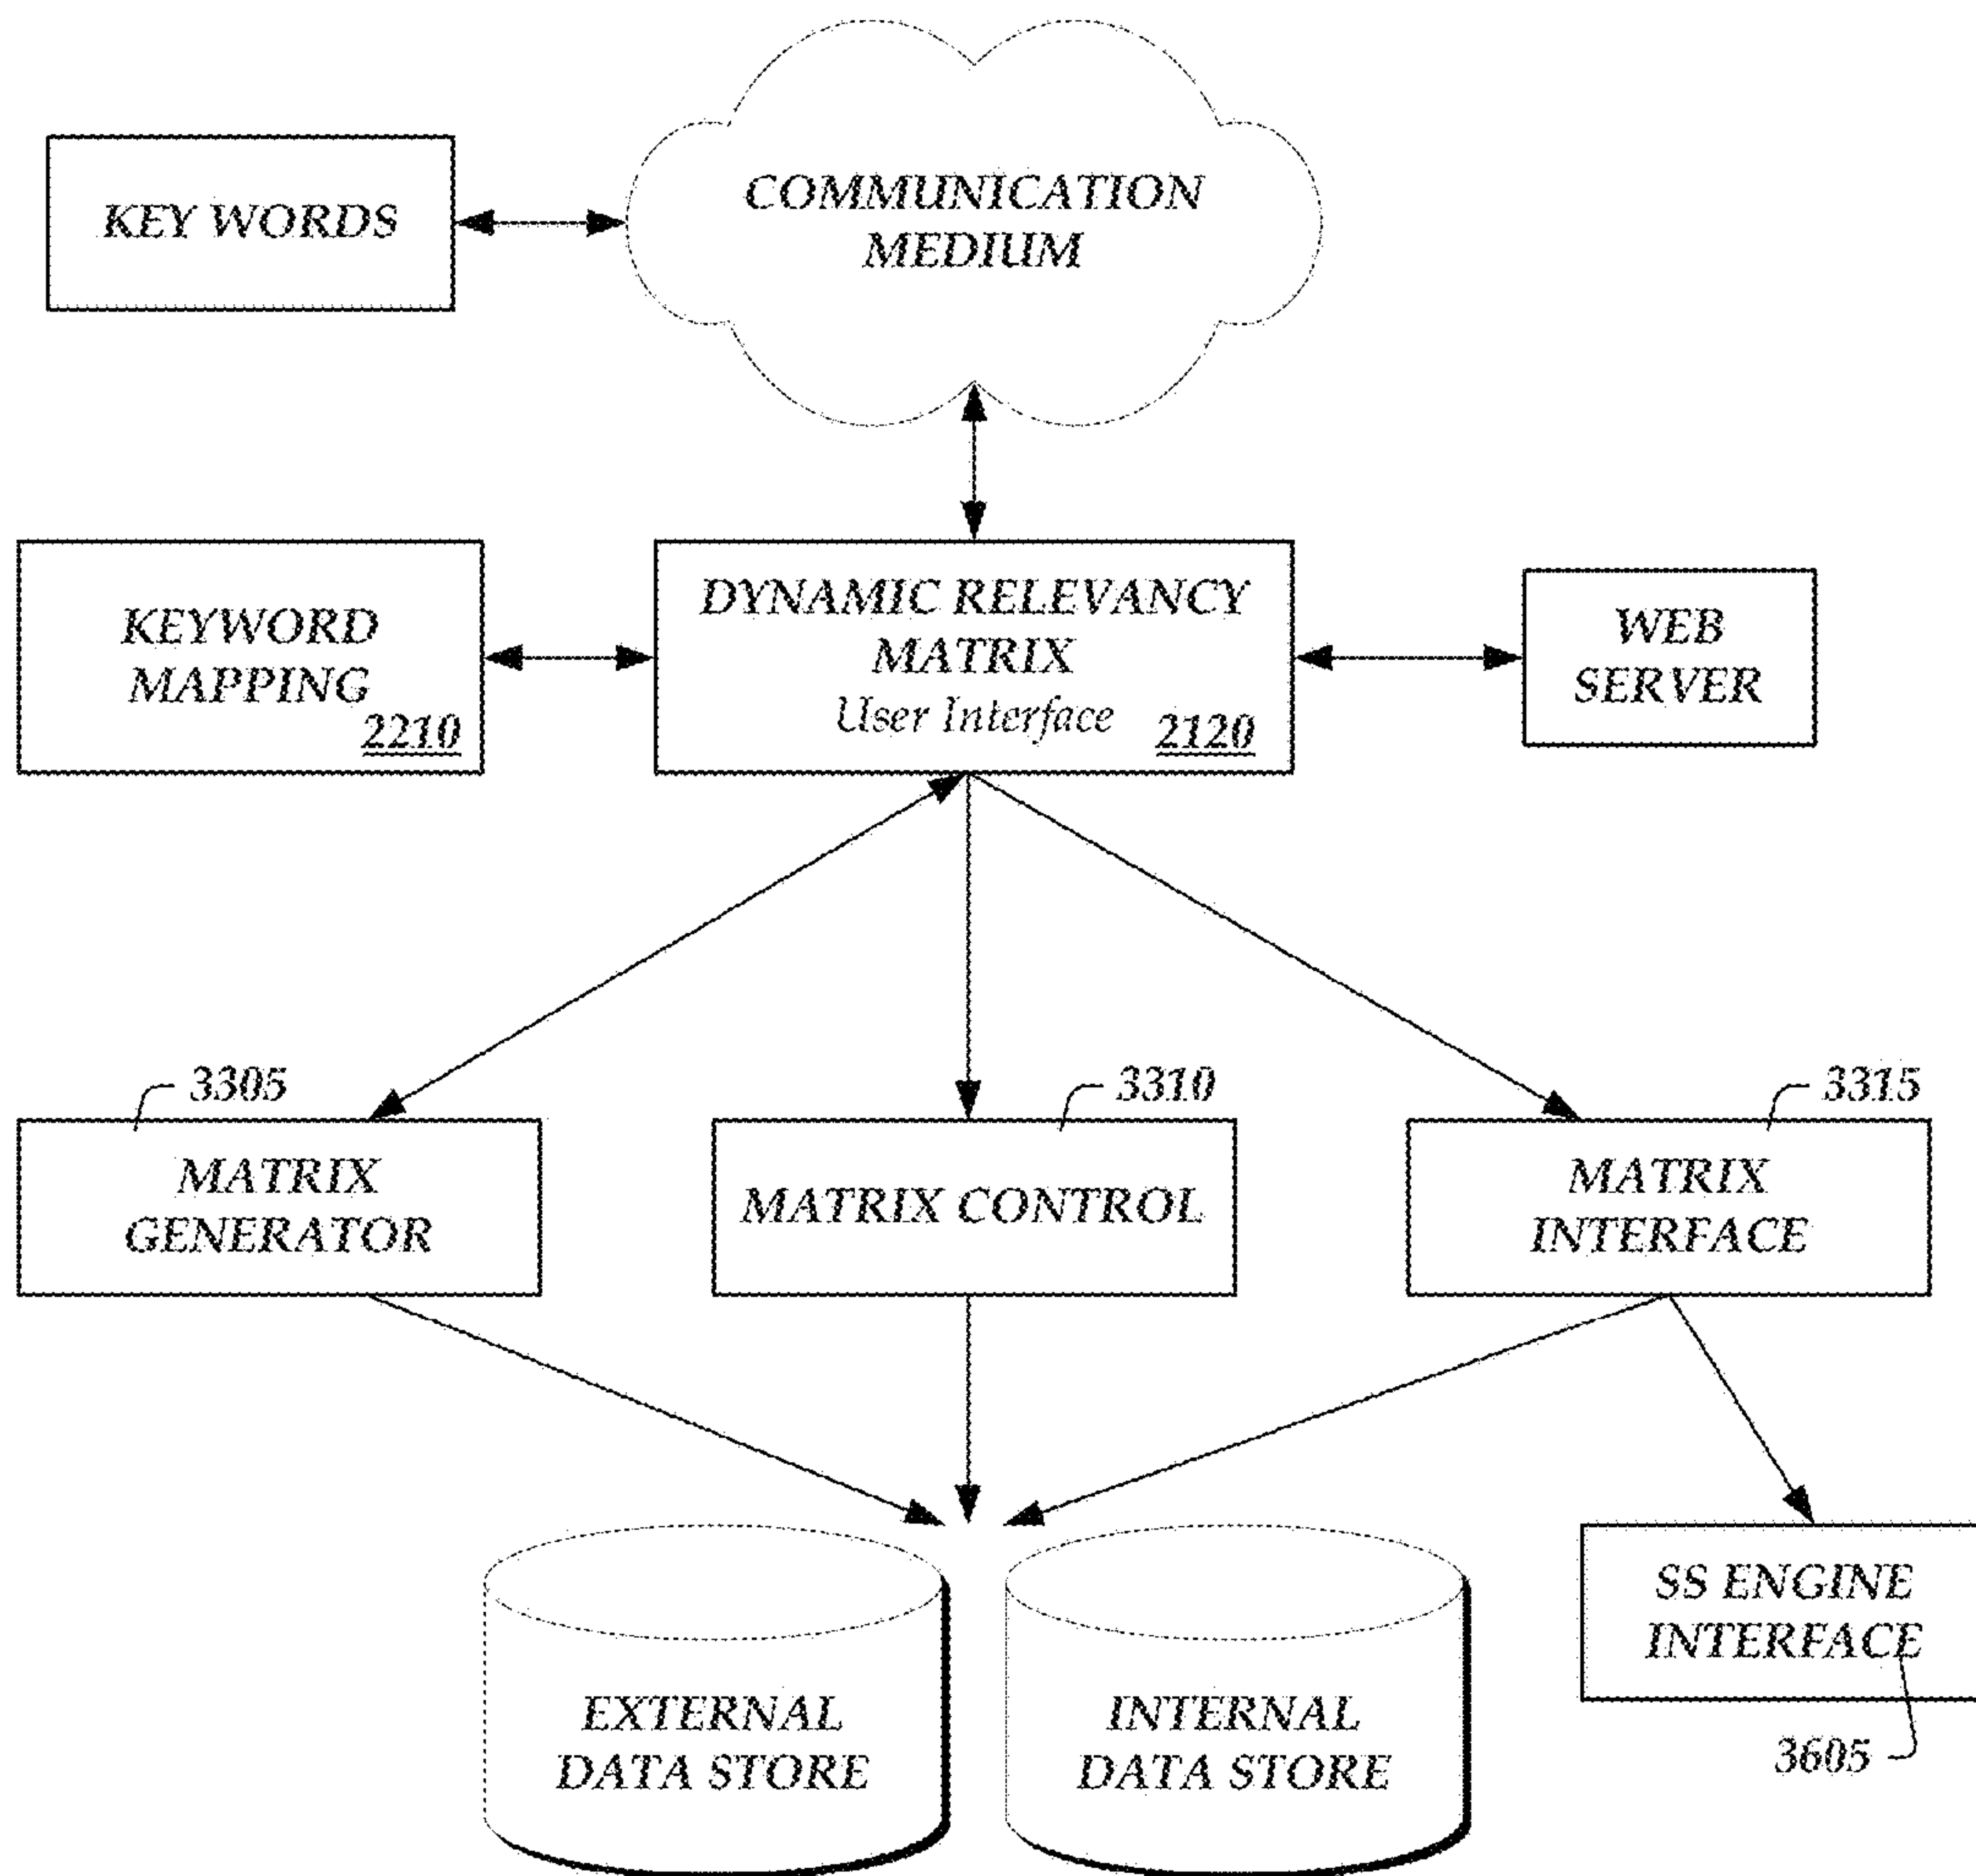 COMMUNICATION
MEDIUM
KEY WORDS
KEYWORD
MAPPING
2210
DYNAMIC RELEVANCY
MATRIX
User Interface 2120
WEB
SERVER
3305
MATRIX
GENERATOR
3310
MATRIX CONTROL
3315
MATRIX
INTERFACE
EXTERNAL
DATA STORE
INTERNAL
DATA STORE
SS ENGINE
INTERFACE
3605